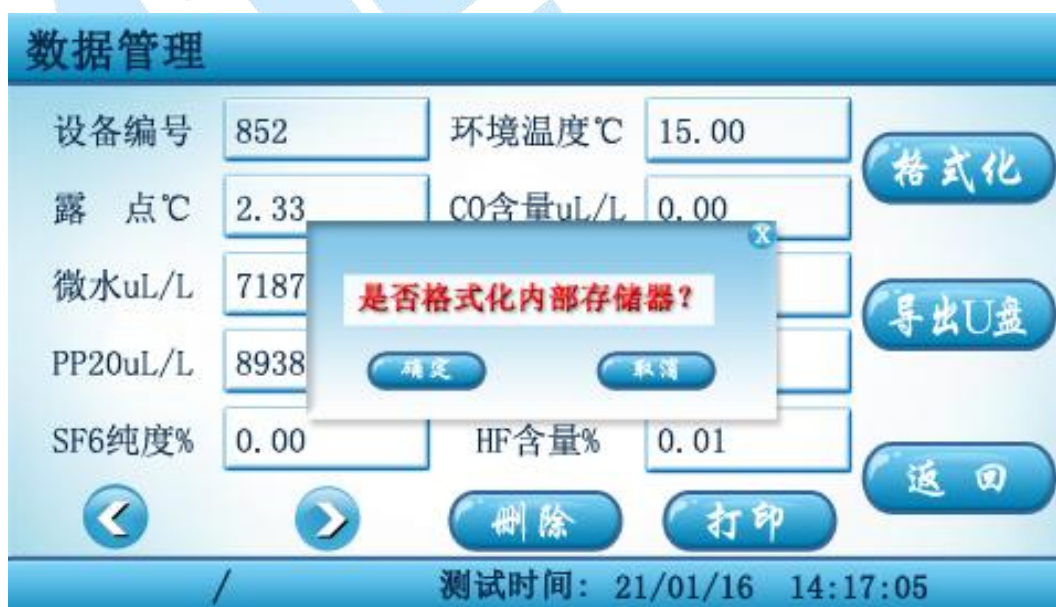 数据管理
设备编号 852 环境温度℃ 15.00 格式化
露 点℃ 2.33 CO含量uL/L 0.00
X
微水uL/L 7187
是否格式化内部存储器?
导出U盘
PP20uL/L 8938
确定 取消
SF6纯度% 0.00 HF含量% 0.01
返 回
删除 打印
/ 测试时间: 21/01/16 14:17:05